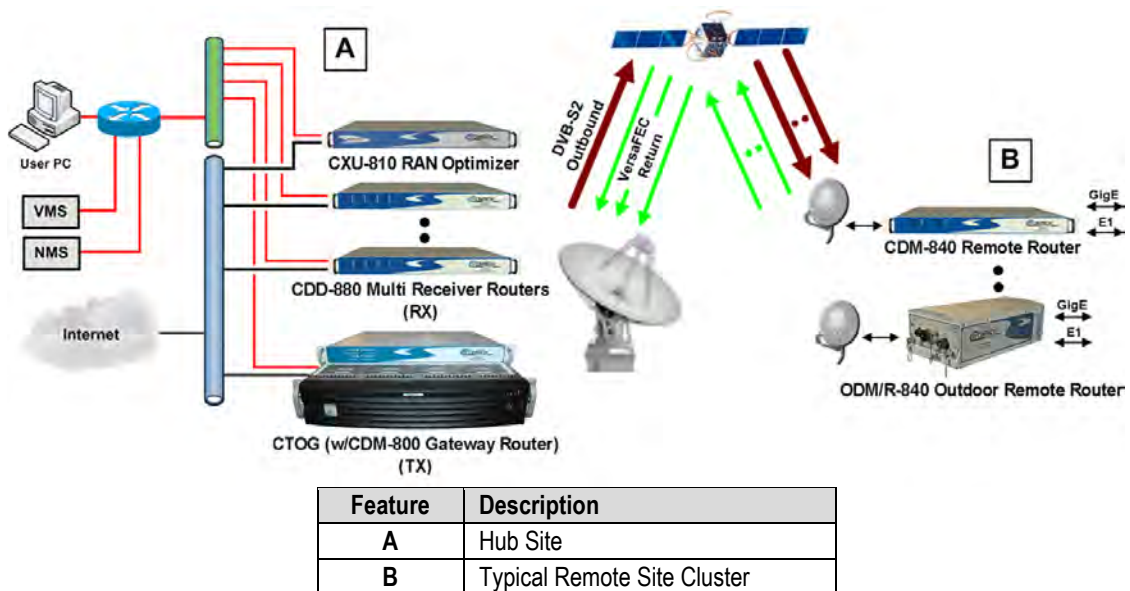 A
User PC
VMS
NMS
Internet
CXU-810 RAN Optimizer
CDD-880 Multi Receiver Routers
(RX)
CTOG (w/CDM-800 Gateway Router)
(TX)
DVB-S2
Outbound
VersaFEC
Return
B
GigE
E1
CDM-840 Remote Router
GigE
E1
ODM/R-840 Outdoor Remote Router
Feature Description
A Hub Site
B Typical Remote Site Cluster